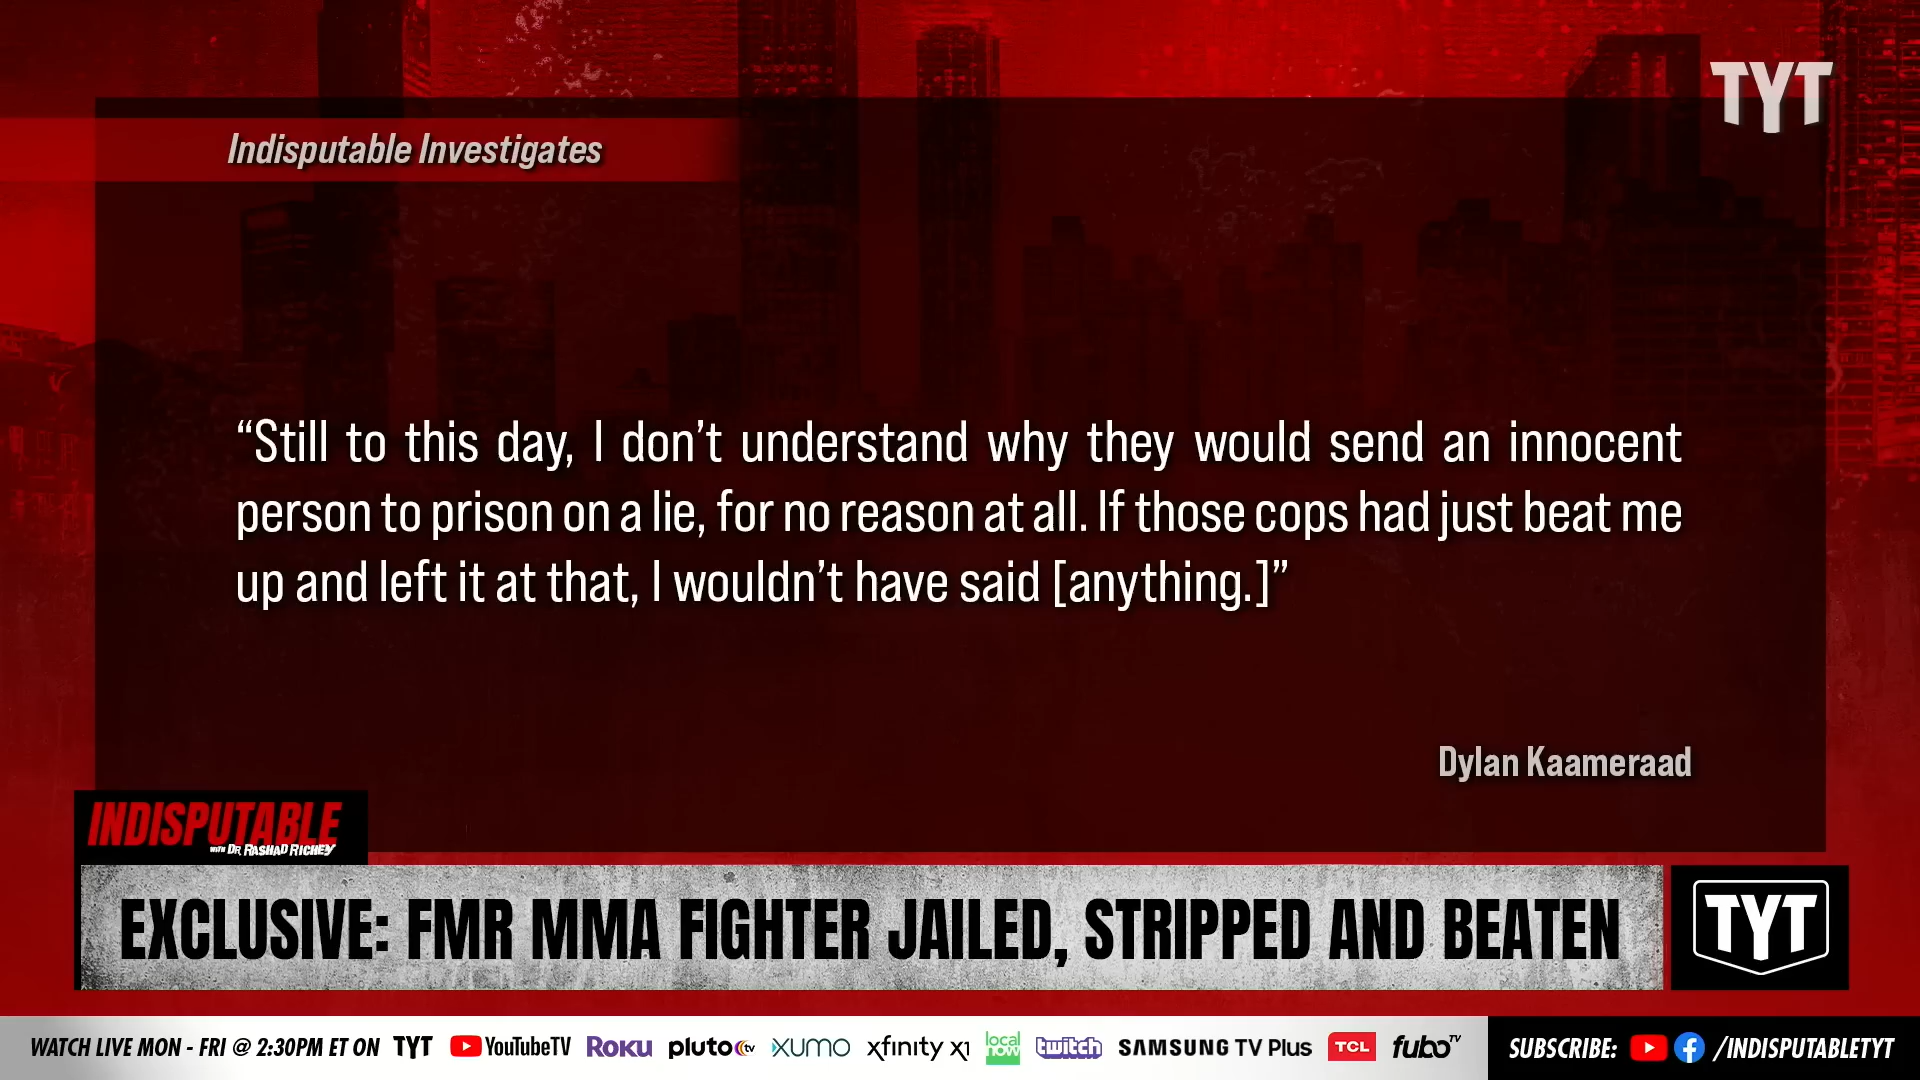 TYT
Indisputable Investigates
“Still to this day, I don’t understand why they would send an innocent
person to prison on a lie, for no reason at all. If those cops had just beat me
up and left it at that, I wouldn’t have said [anything.]”
Dylan Kaameraad
INDISPUTABLE
WITH DR RASHAD RICHEY
EXCLUSIVE: FMR MMA FIGHTER JAILED, STRIPPED AND BEATEN
TYT
WATCH LIVE MON - FRI @ 2:30PM ET ON TYT YouTubeTV ROKU pluto tv XUMO xfinity x1 local now twitch SAMSUNG TV Plus TCL fubo TV SUBSCRIBE: /INDISPUTABLETYT